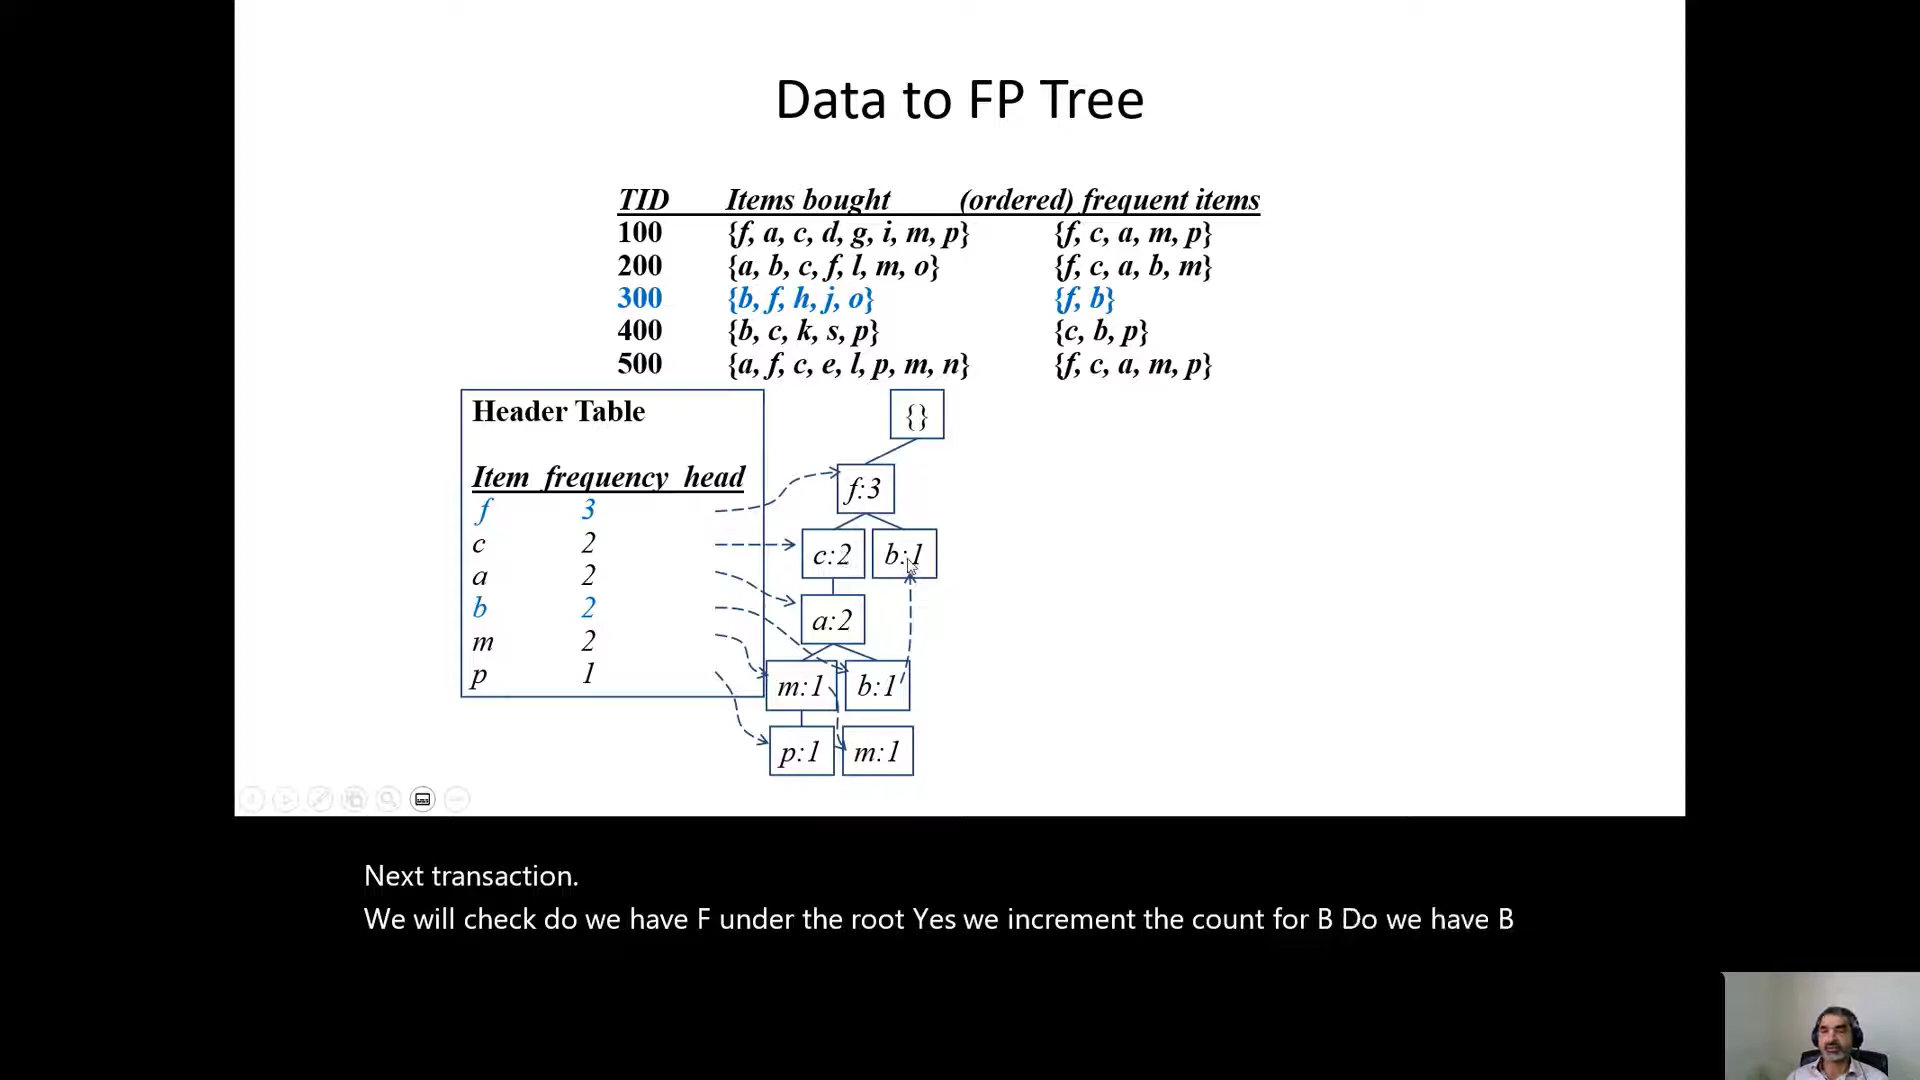 Data to FP Tree
TID Items bought (ordered) frequent items
100 {f, a, c, d, g, i, m, p} {f, c, a, m, p}
200 {a, b, c, f, l, m, o} {f, c, a, b, m}
300 {b, f, h, j, o} {f, b}
400 {b, c, k, s, p} {c, b, p}
500 {a, f, c, e, l, p, m, n} {f, c, a, m, p}
Header Table
Item frequency head
f 3
c 2
a 2
b 2
m 2
p 1
{}
f:3
c:2 b:1
a:2
m:1 b:1
p:1 m:1
Next transaction.
We will check do we have F under the root Yes we increment the count for B Do we have B